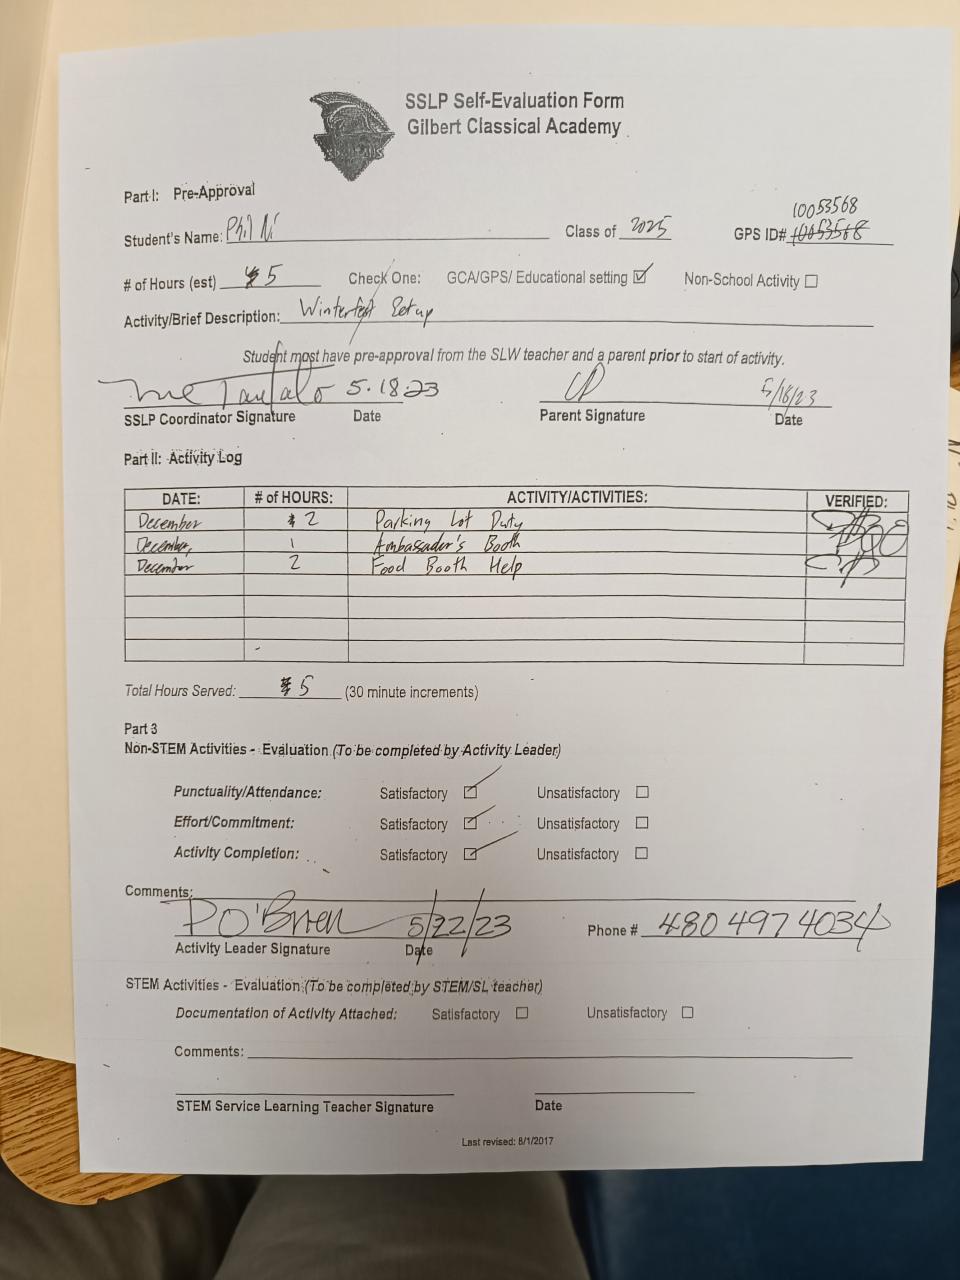 SSLP Self-Evaluation Form
Gilbert Classical Academy
Part I: Pre-Approval
10053568
Student's Name: Phil Ni Class of 2025 GPS ID# 10053568
# of Hours (est) 5 Check One: GCA/GPS/ Educational setting ☑ Non-School Activity ☐
Activity/Brief Description: Winterfest Setup
Student must have pre-approval from the SLW teacher and a parent prior to start of activity.
5.18.23 5/18/23
SSLP Coordinator Signature Date Parent Signature Date
Part II: Activity Log
DATE: # of HOURS: ACTIVITY/ACTIVITIES: VERIFIED:
December 2 Parking Lot Duty
December 1 Ambassador's Booth
December 2 Food Booth Help
Total Hours Served: 5 (30 minute increments)
Part 3
Non-STEM Activities - Evaluation (To be completed by Activity Leader)
Punctuality/Attendance: Satisfactory ☑ Unsatisfactory ☐
Effort/Commitment: Satisfactory ☑ Unsatisfactory ☐
Activity Completion: Satisfactory ☑ Unsatisfactory ☐
Comments:
P O'Brien 5/22/23 Phone # 480 497 4034
Activity Leader Signature Date
STEM Activities - Evaluation (To be completed by STEM/SL teacher)
Documentation of Activity Attached: Satisfactory ☐ Unsatisfactory ☐
Comments:
STEM Service Learning Teacher Signature Date
Last revised: 8/1/2017